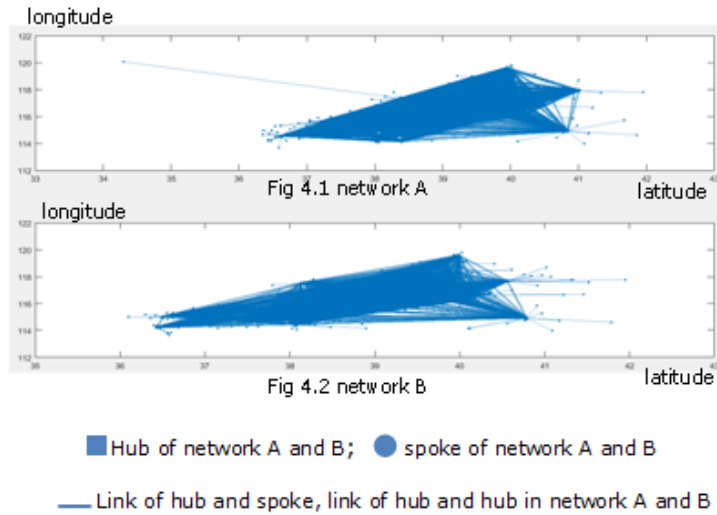 longitude
122
120
118
116
114
112
33 34 35 36 37 38 39 40 41 42 43
Fig 4.1 network A
latitude
longitude
122
120
118
116
114
112
35 36 37 38 39 40 41 42 43
Fig 4.2 network B
latitude
Hub of network A and B; spoke of network A and B
Link of hub and spoke, link of hub and hub in network A and B